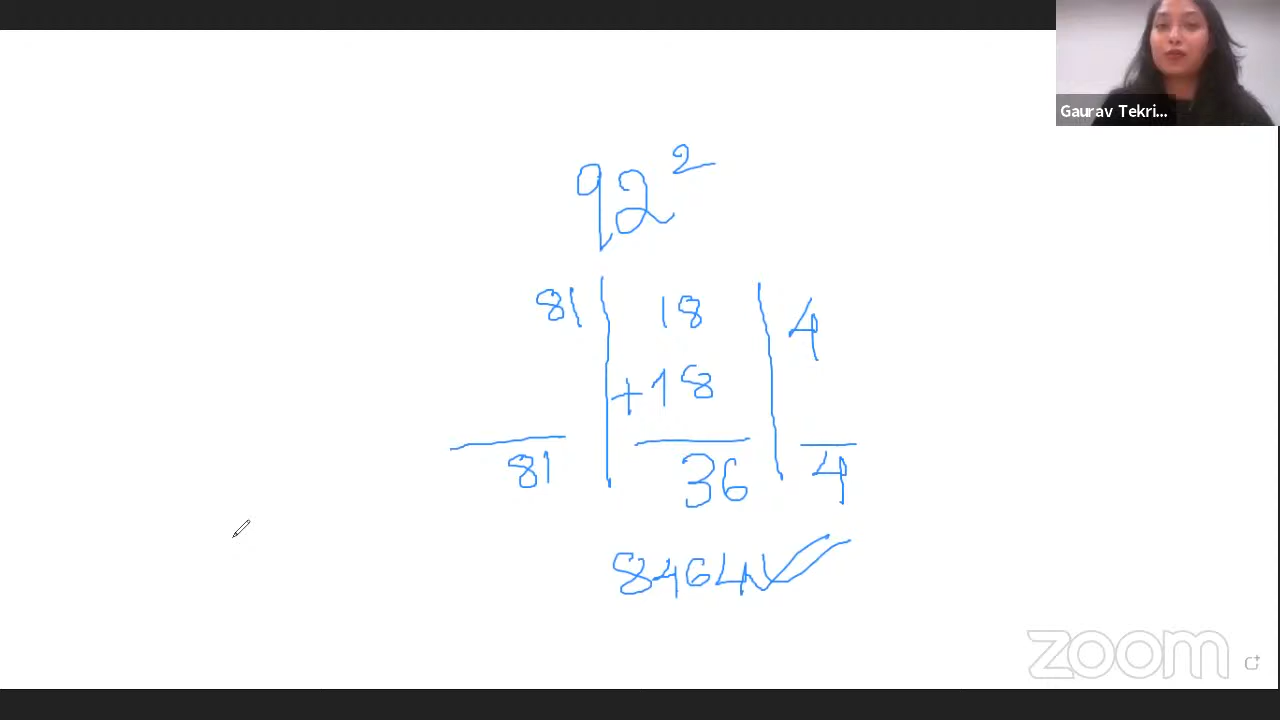 Gaurav Tekri...
92²
81 | 18 | 4
+18
81 | 36 | 4
8464
zoom